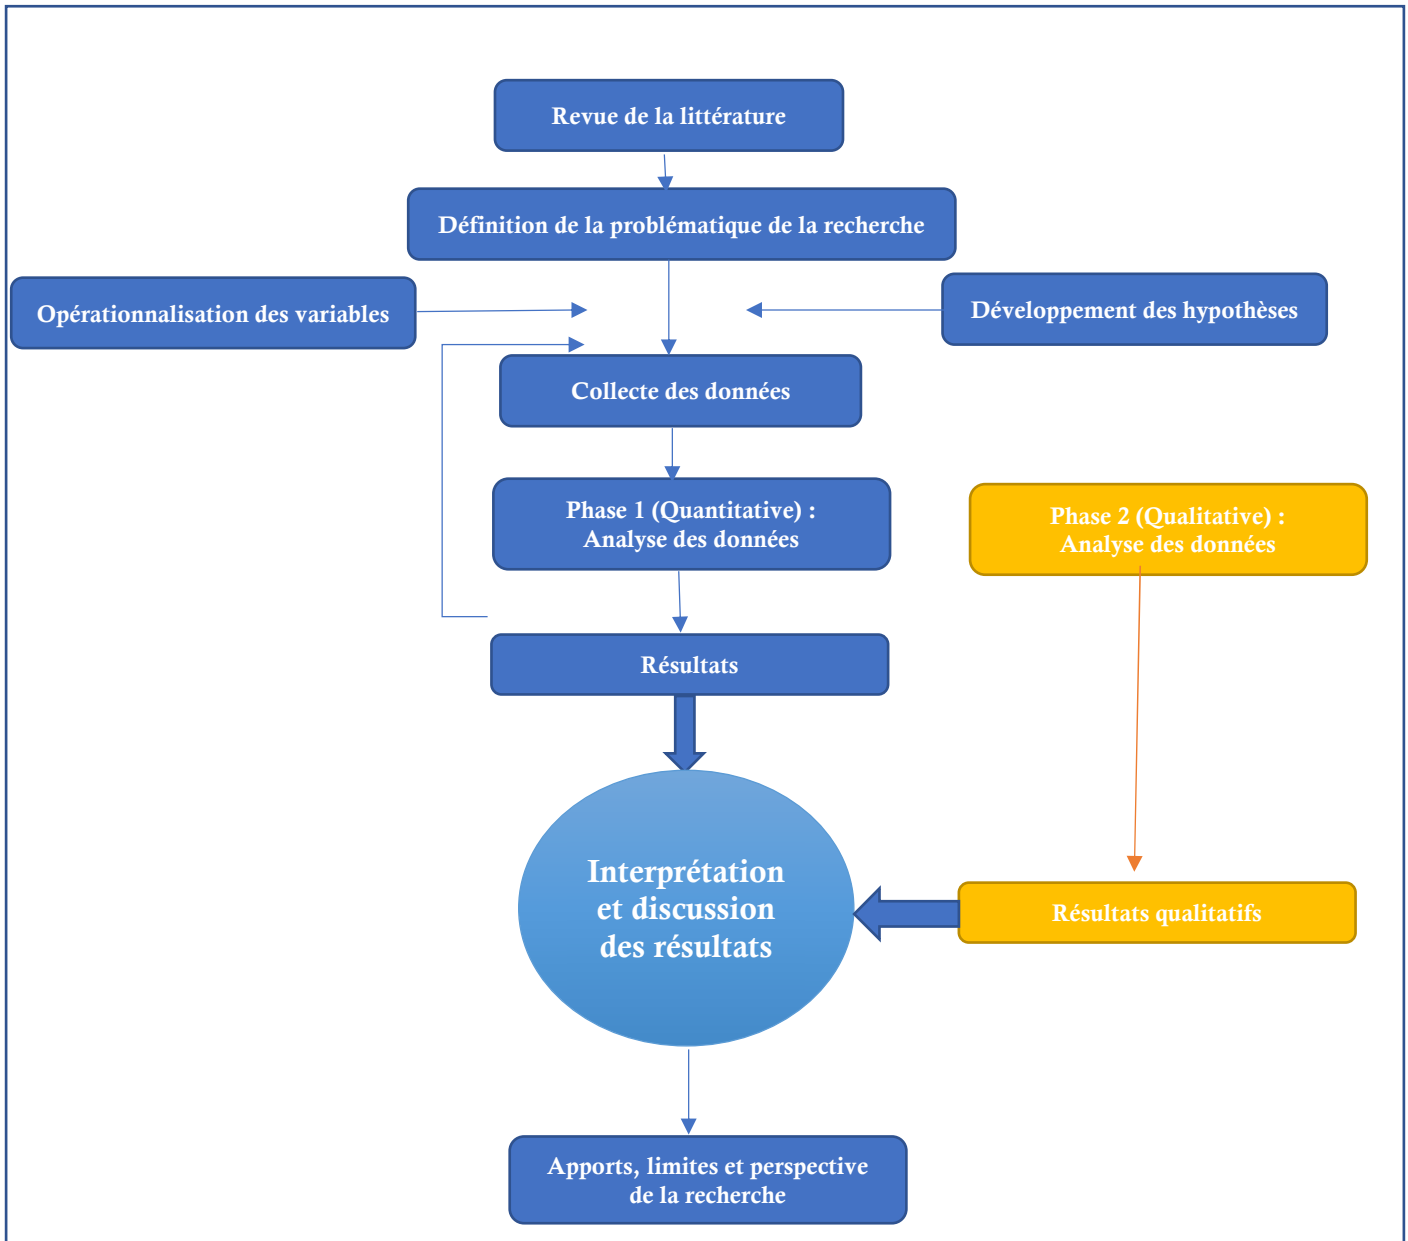 Revue de la littérature
Définition de la problématique de la recherche
Opérationnalisation des variables
Développement des hypothèses
Collecte des données
Phase 1 (Quantitative) :
Analyse des données
Phase 2 (Qualitative) :
Analyse des données
Résultats
Interprétation
et discussion
des résultats
Résultats qualitatifs
Apports, limites et perspective
de la recherche